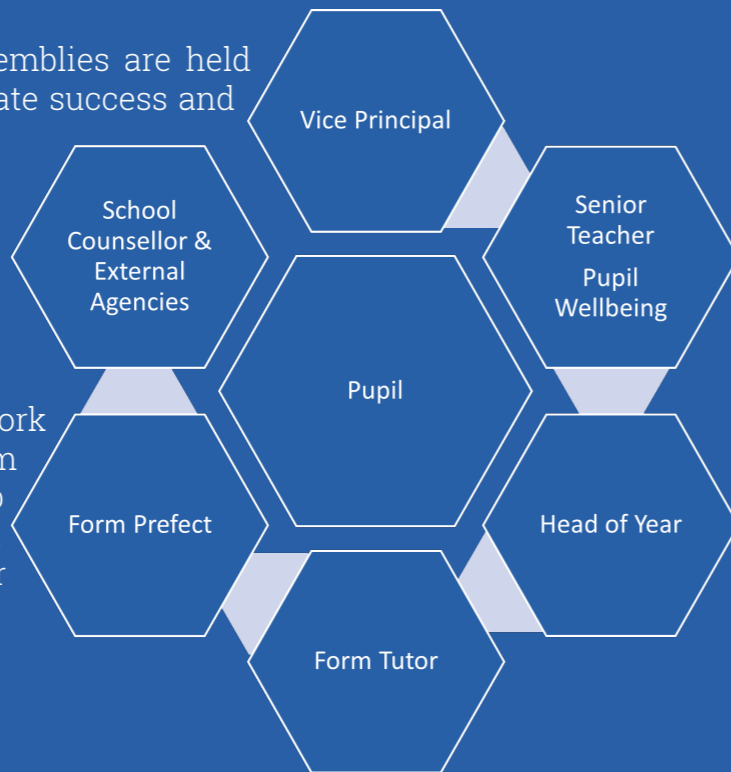 emblies are held
ate success and
Vice Principal
School
Counsellor &
External
Agencies
Senior
Teacher
Pupil
Wellbeing
Pupil
ork
Form Prefect
Head of Year
Form Tutor